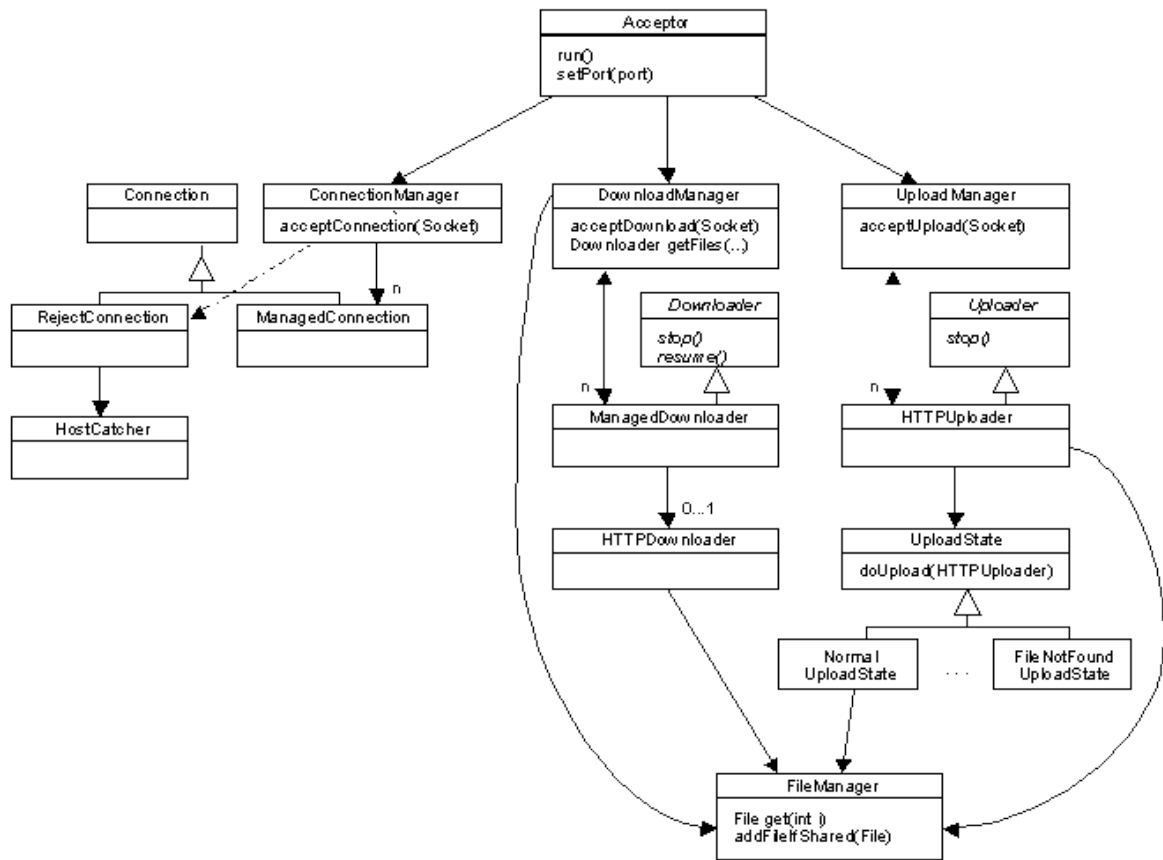 Acceptor
run()
setPort(port)
Connection
ConnectionManager
acceptConnection(Socket)
DownloadManager
acceptDownload(Socket)
Downloader getFiles(..)
UploadManager
acceptUpload(Socket)
n
RejectConnection
ManagedConnection
Downloader
stop()
resume()
Uploader
stop()
n
n
HostCatcher
ManagedDownloader
HTTPUploader
0...1
HTTPDownloader
UploadState
doUpload(HTTPUploader)
Normal
UploadState
...
FileNotFound
UploadState
FileManager
File get(int i)
addFileIfShared(File)